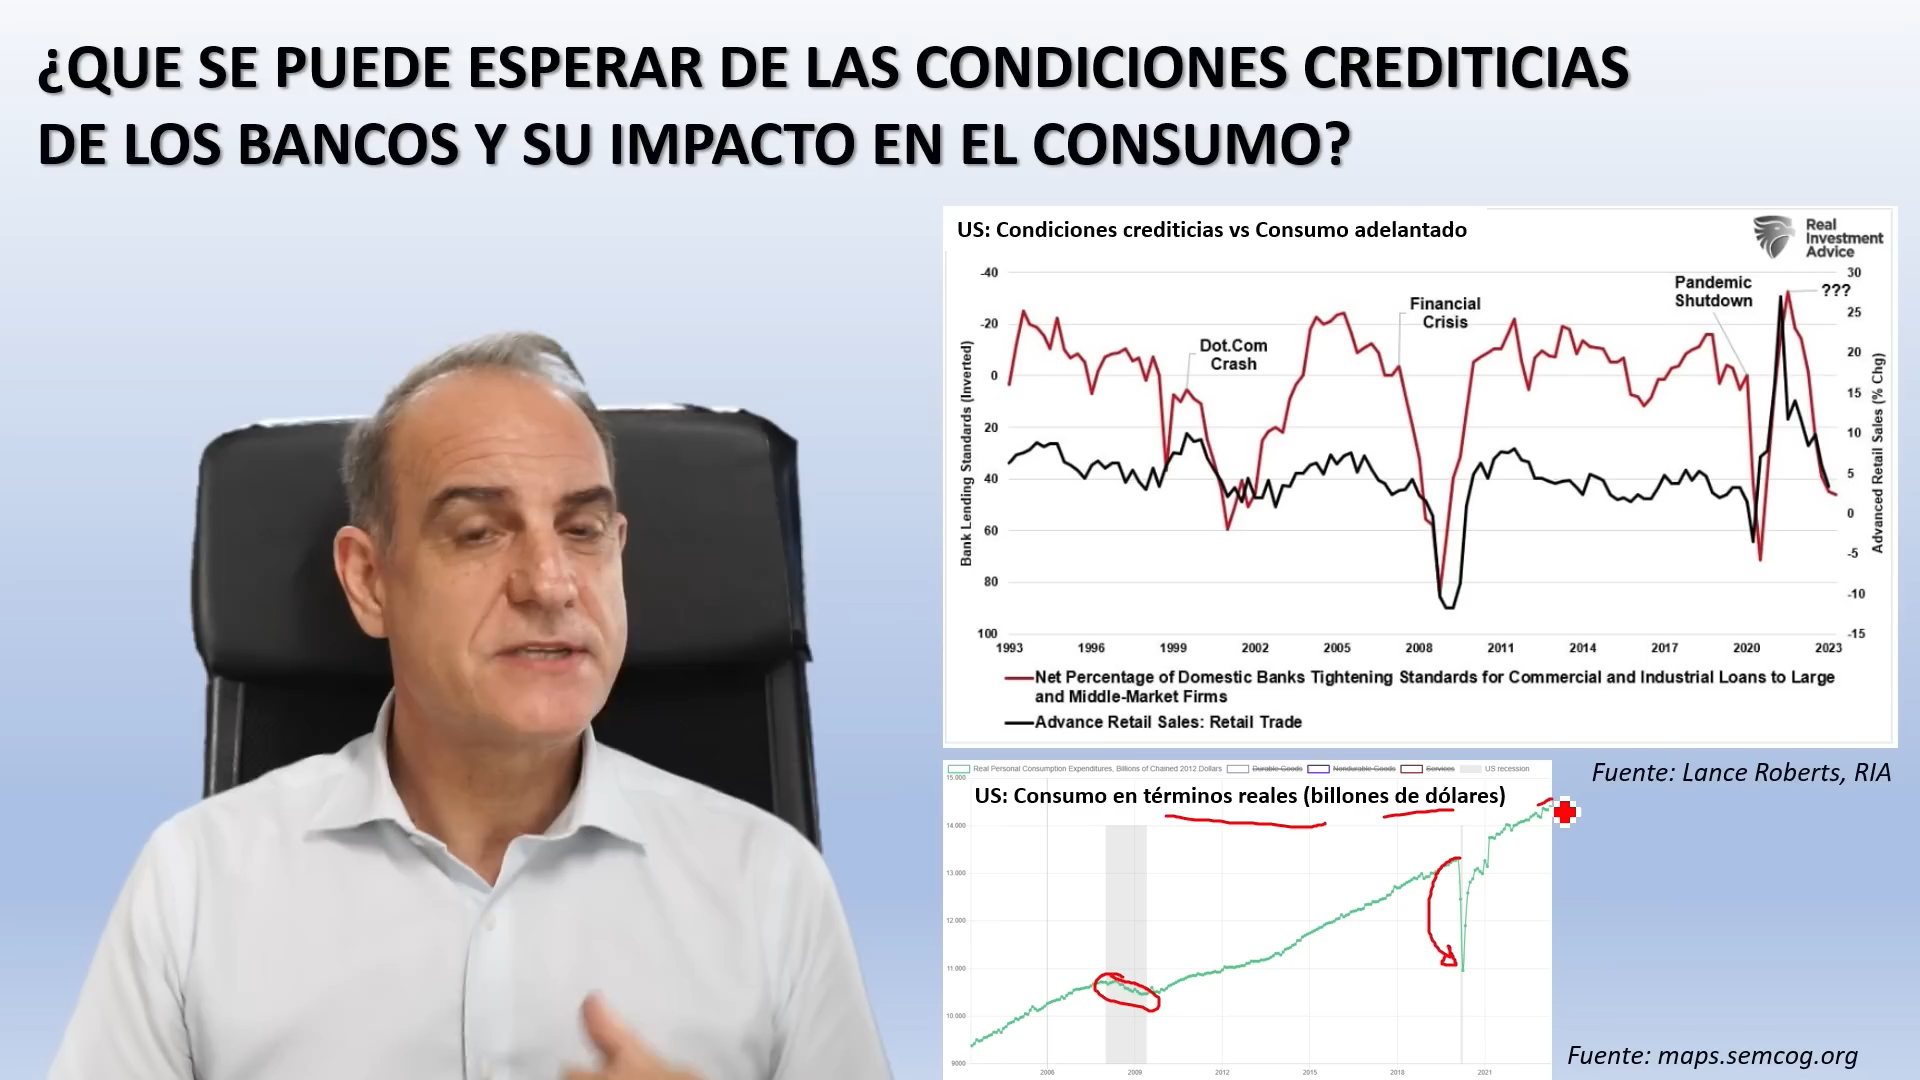 ¿QUE SE PUEDE ESPERAR DE LAS CONDICIONES CREDITICIAS
DE LOS BANCOS Y SU IMPACTO EN EL CONSUMO?
US: Condiciones crediticias vs Consumo adelantado
Real
Investment
Advice
Bank Lending Standards (Inverted)
-40
-20
0
20
40
60
80
100
Dot.Com
Crash
Financial
Crisis
Pandemic
Shutdown
???
30
25
20
15
10
5
0
-5
-10
-15
Advanced Retail Sales (% Chg)
1993 1996 1999 2002 2005 2008 2011 2014 2017 2020 2023
Net Percentage of Domestic Banks Tightening Standards for Commercial and Industrial Loans to Large
and Middle-Market Firms
Advance Retail Sales: Retail Trade
Fuente: Lance Roberts, RIA
Real Personal Consumption Expenditures, Billions of Chained 2012 Dollars Durable Goods Nondurable Goods Services US recession
US: Consumo en términos reales (billones de dólares)
15.000
14.000
13.000
12.000
11.000
10.000
9000
2006 2009 2012 2015 2018 2021
Fuente: maps.semcog.org